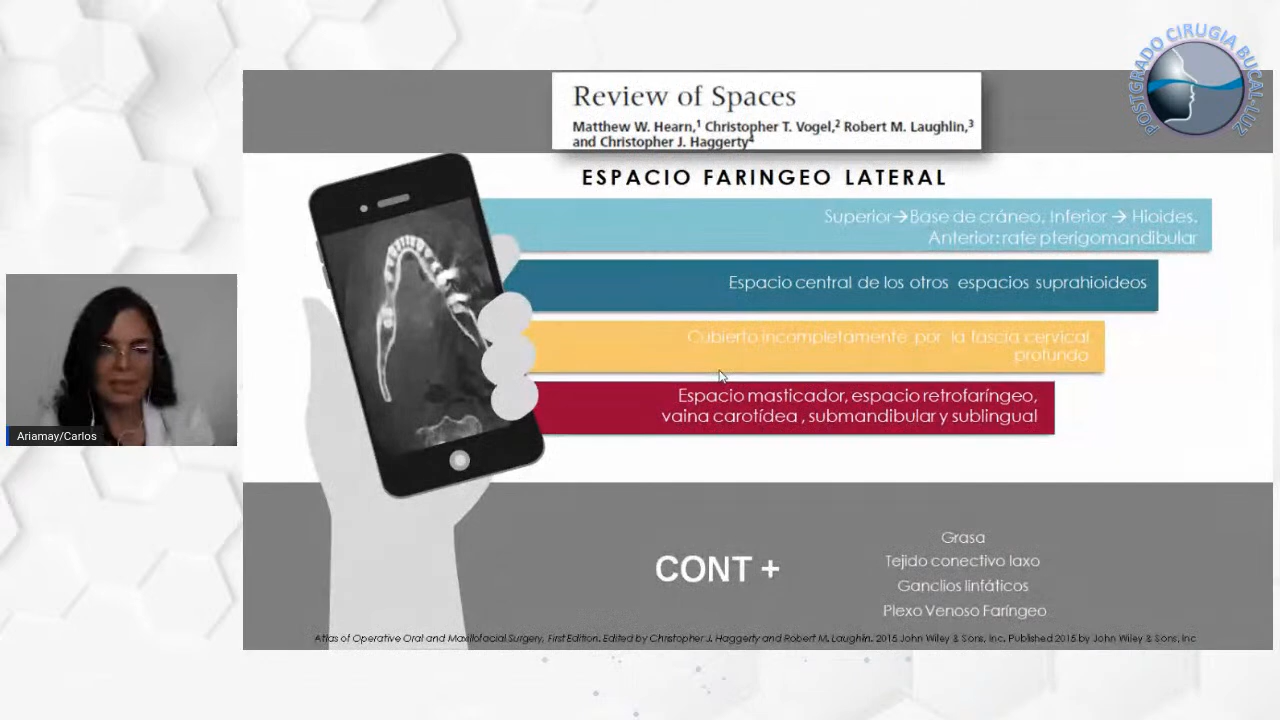 POSTGRADO CIRUGIA BUCAL-LUZ
Review of Spaces
Matthew W. Hearn,1 Christopher T. Vogel,2 Robert M. Laughlin,3
and Christopher J. Haggerty4
ESPACIO FARINGEO LATERAL
Superior→Base de cráneo. Inferior → Hioides.
Anterior: rafe pterigomandibular
Espacio central de los otros espacios suprahioideos
Cubierto incompletamente por la fascia cervical
profunda
Espacio masticador, espacio retrofaríngeo,
vaina carotídea , submandibular y sublingual
Ariamay/Carlos
CONT +
Grasa
Tejido conectivo laxo
Ganclios linfáticos
Plexo Venoso Faríngeo
Atlas of Operative Oral and Maxillofacial Surgery, First Edition. Edited by Christopher J. Haggerty and Robert M. Laughlin. 2015 John Wiley & Sons, Inc. Published 2015 by John Wiley & Sons, Inc